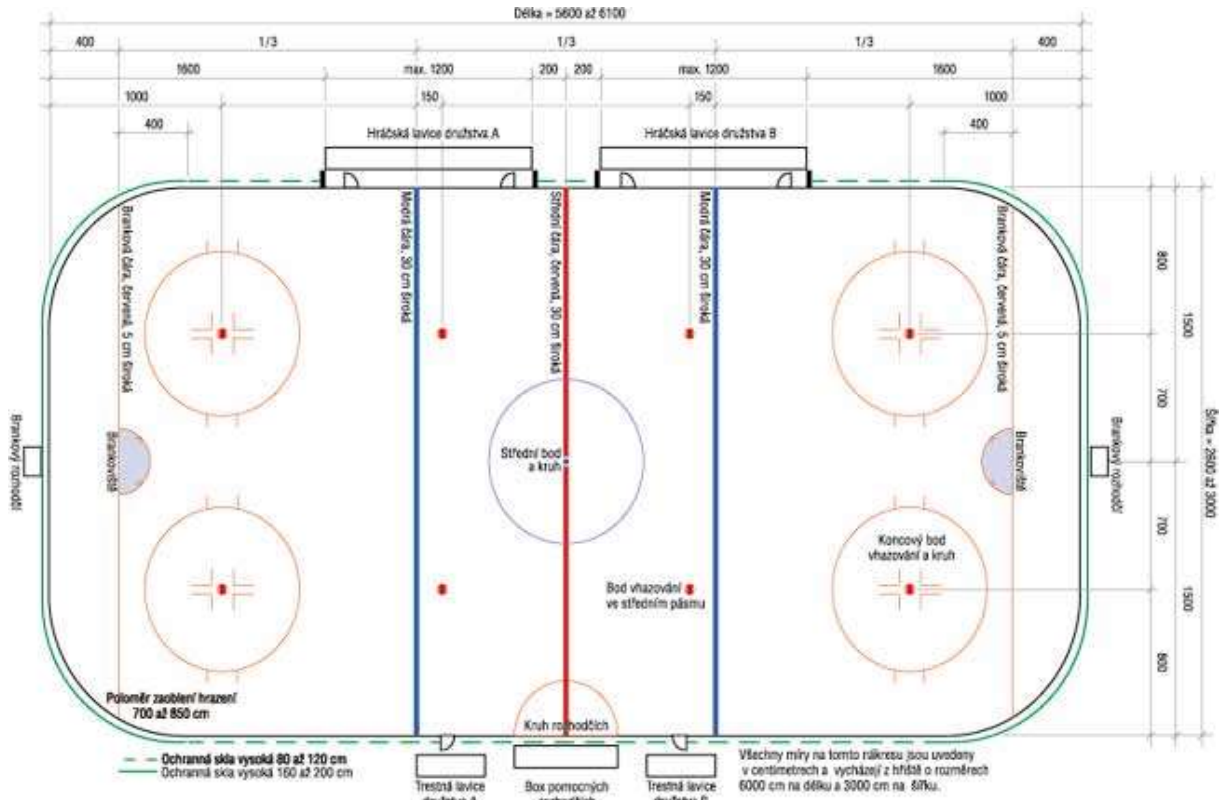 Délka = 5600 až 6100
400 1/3 1/3 1/3 400
1600 max. 1200 200 200 max. 1200 1600
1000 150 150 1000
400 400
Hráčská lavice družstva A
Hráčská lavice družstva B
Branková čára, červená, 5 cm široká
Modrá čára, 30 cm široká
Střední čára, červená, 30 cm široká
Modrá čára, 30 cm široká
Branková čára, červená, 5 cm široká
800
1500
700
Šířka = 2600 až 3000
Brankový rozhodčí
Brankoviště
Střední bod
a kruh
Brankoviště
Brankový rozhodčí
700
Koncový bod
vhazování a kruh
Bod vhazování
ve středním pásmu
1500
800
Poloměr zaoblení hrazení
700 až 850 cm
Kruh rozhodčích
Ochranná skla vysoká 80 až 120 cm
Ochranná skla vysoká 160 až 200 cm
Trestná lavice
družstva A
Box pomocných
rozhodčích
Trestná lavice
družstva B
Všechny míry na tomto nákresu jsou uvedeny
v centimetrech a vycházejí z hřiště o rozměrech
6000 cm na délku a 3000 cm na šířku.